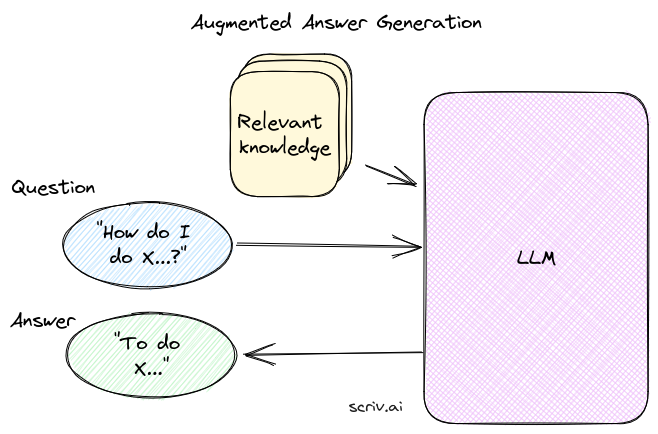 Augmented Answer Generation
Relevant
knowledge
Question
"How do I
do X...?"
LLM
Answer
"To do
X..."
scriv.ai